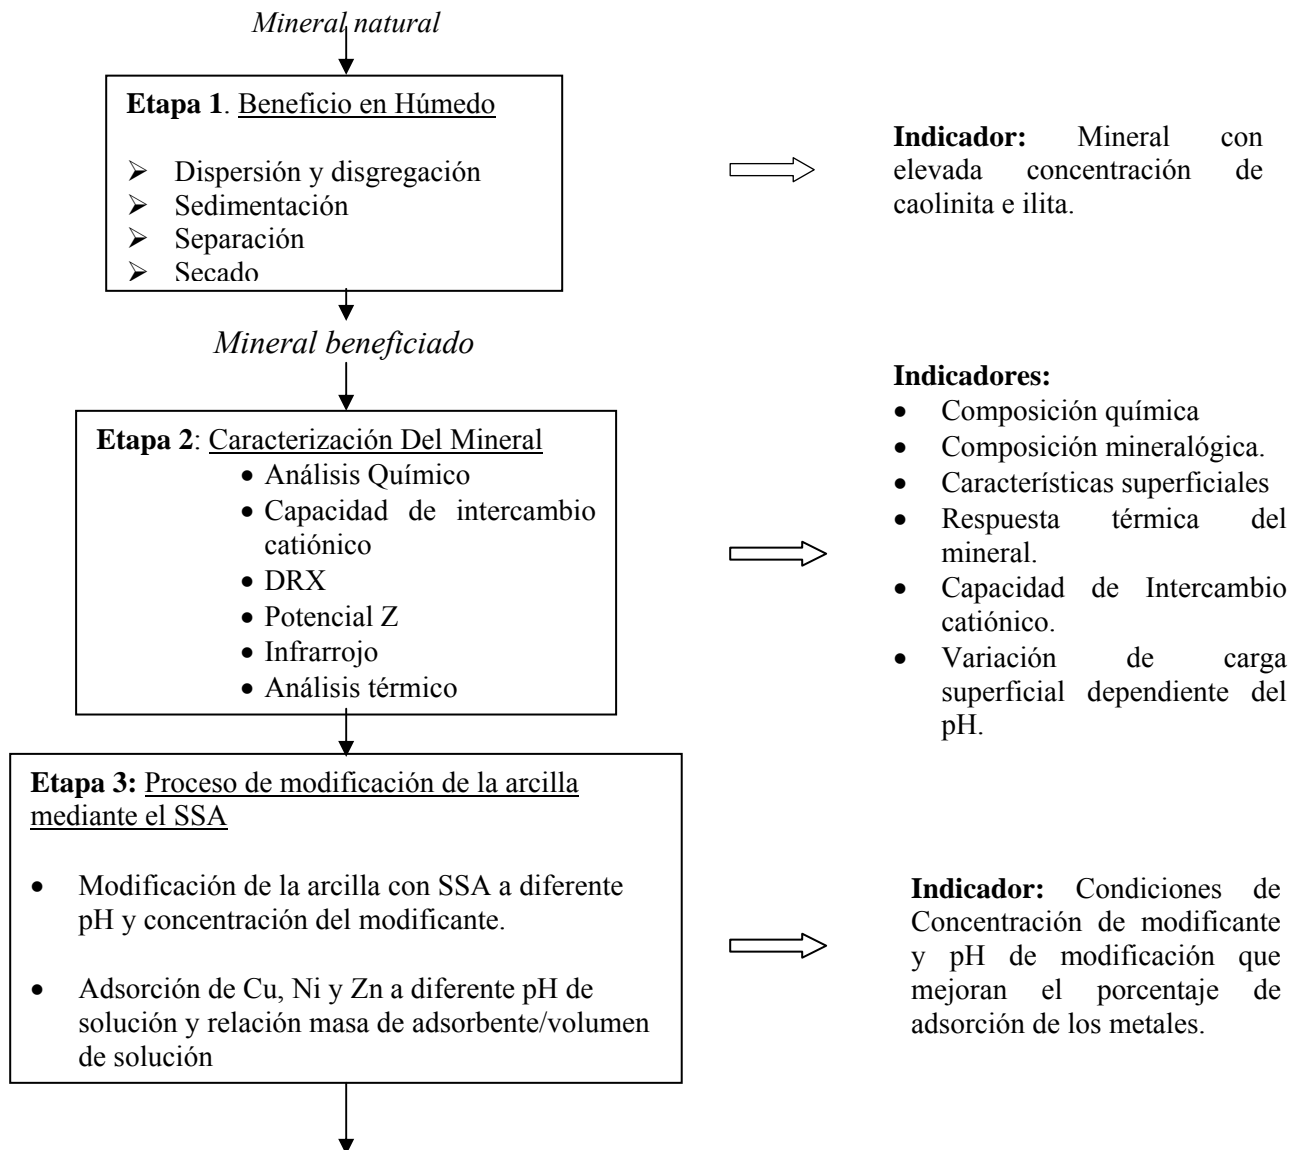 Mineral natural
Etapa 1. Beneficio en Húmedo
➢ Dispersión y disgregación
➢ Sedimentación
➢ Separación
➢ Secado
Indicador: Mineral con
elevada concentración de
caolinita e ilita.
Mineral beneficiado
Etapa 2: Caracterización Del Mineral
• Análisis Químico
• Capacidad de intercambio
catiónico
• DRX
• Potencial Z
• Infrarrojo
• Análisis térmico
Indicadores:
• Composición química
• Composición mineralógica.
• Características superficiales
• Respuesta térmica del
mineral.
• Capacidad de Intercambio
catiónico.
• Variación de carga
superficial dependiente del
pH.
Etapa 3: Proceso de modificación de la arcilla
mediante el SSA
• Modificación de la arcilla con SSA a diferente
pH y concentración del modificante.
• Adsorción de Cu, Ni y Zn a diferente pH de
solución y relación masa de adsorbente/volumen
de solución
Indicador: Condiciones de
Concentración de modificante
y pH de modificación que
mejoran el porcentaje de
adsorción de los metales.